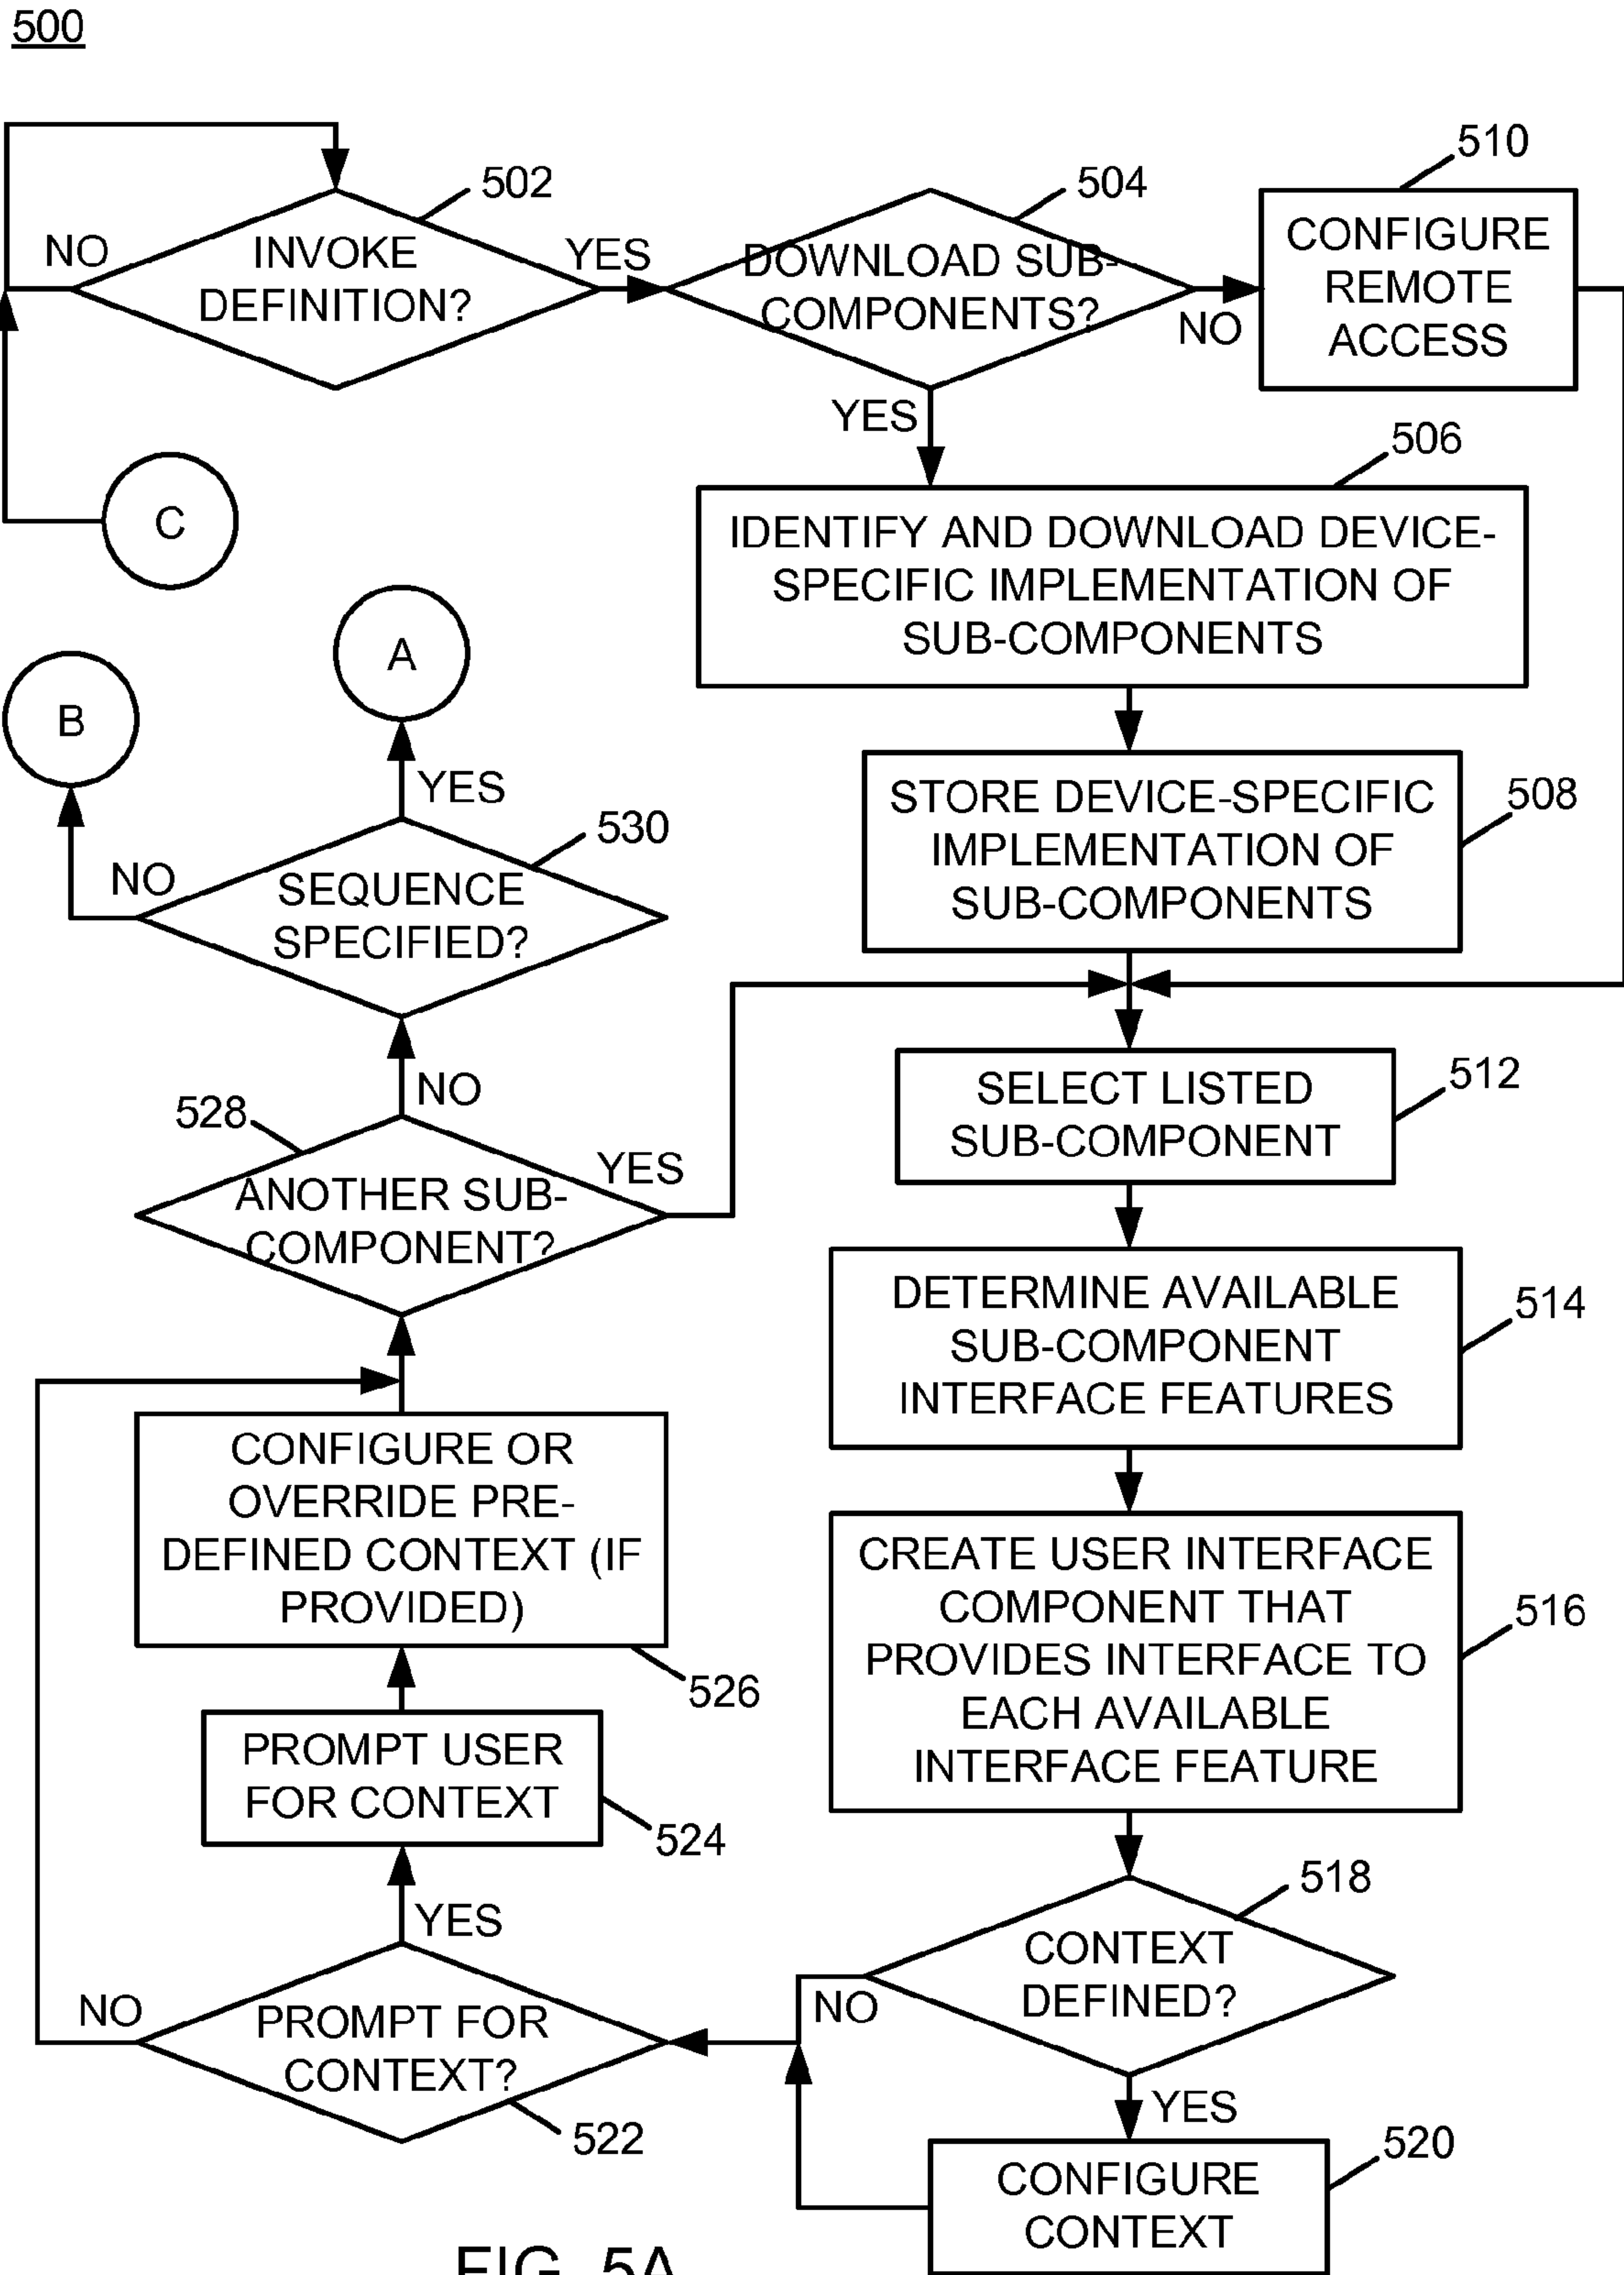 500
502
INVOKE
DEFINITION?
NO
YES
504
DOWNLOAD SUB-
COMPONENTS?
NO
YES
510
CONFIGURE
REMOTE
ACCESS
C
506
IDENTIFY AND DOWNLOAD DEVICE-
SPECIFIC IMPLEMENTATION OF
SUB-COMPONENTS
508
STORE DEVICE-SPECIFIC
IMPLEMENTATION OF
SUB-COMPONENTS
512
SELECT LISTED
SUB-COMPONENT
514
DETERMINE AVAILABLE
SUB-COMPONENT
INTERFACE FEATURES
516
CREATE USER INTERFACE
COMPONENT THAT
PROVIDES INTERFACE TO
EACH AVAILABLE
INTERFACE FEATURE
518
CONTEXT
DEFINED?
NO
YES
520
CONFIGURE
CONTEXT
522
PROMPT FOR
CONTEXT?
NO
YES
524
PROMPT USER
FOR CONTEXT
526
CONFIGURE OR
OVERRIDE PRE-
DEFINED CONTEXT (IF
PROVIDED)
528
ANOTHER SUB-
COMPONENT?
YES
NO
530
SEQUENCE
SPECIFIED?
NO
YES
B
A
FIG. 5A